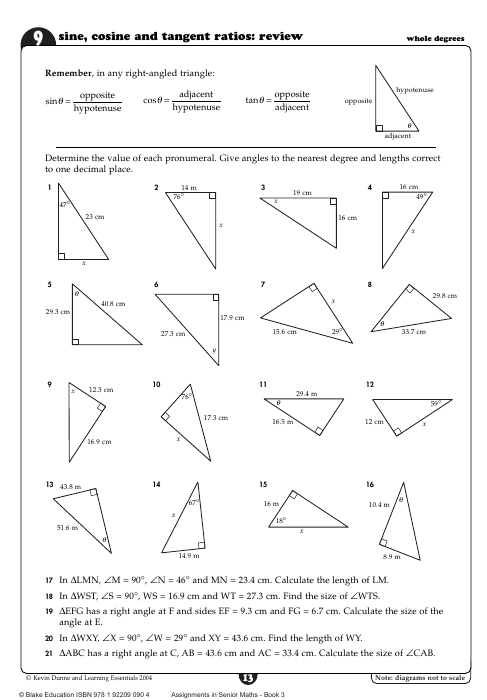 9 sine, cosine and tangent ratios: review whole degrees
Remember, in any right-angled triangle:
sin θ = opposite / hypotenuse cos θ = adjacent / hypotenuse tan θ = opposite / adjacent
opposite hypotenuse
θ
adjacent
Determine the value of each pronumeral. Give angles to the nearest degree and lengths correct
to one decimal place.
1 47° 23 cm x
2 14 m 76° x
3 19 cm x 16 cm
4 16 cm 49° x
5 θ 29.3 cm 40.8 cm
6 17.9 cm 27.3 cm y
7 x 15.6 cm 29°
8 29.8 cm θ 33.7 cm
9 x 12.3 cm 16.9 cm
10 76° 17.3 cm x
11 29.4 m θ 16.5 m
12 59° 12 cm x
13 43.8 m 51.6 m θ
14 67° x 14.9 m
15 16 m 18° x
16 θ 10.4 m 8.9 m
17 In ΔLMN, ∠M = 90°, ∠N = 46° and MN = 23.4 cm. Calculate the length of LM.
18 In ΔWST, ∠S = 90°, WS = 16.9 cm and WT = 27.3 cm. Find the size of ∠WTS.
19 ΔEFG has a right angle at F and sides EF = 9.3 cm and FG = 6.7 cm. Calculate the size of the
angle at E.
20 In ΔWXY, ∠X = 90°, ∠W = 29° and XY = 43.6 cm. Find the length of WY.
21 ΔABC has a right angle at C, AB = 43.6 cm and AC = 33.4 cm. Calculate the size of ∠CAB.
© Kevin Dunne and Learning Essentials 2004 13 Note: diagrams not to scale
© Blake Education ISBN 978 1 92209 090 4 Assignments in Senior Maths - Book 3